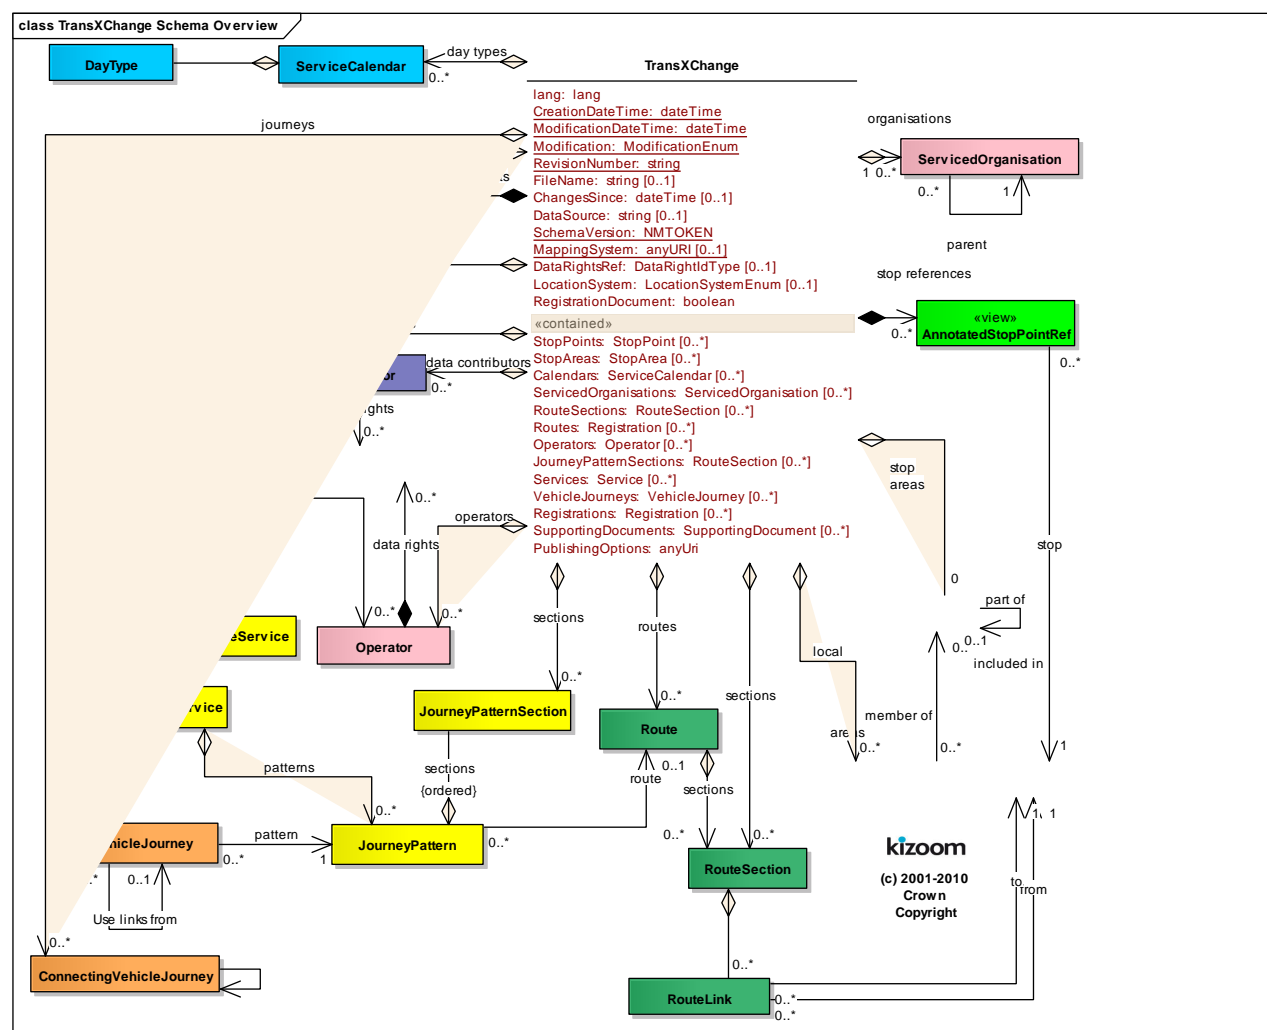 class TransXChange Schema Overview
DayType
ServiceCalendar
day types
0..*
TransXChange
lang: lang
CreationDateTime: dateTime
ModificationDateTime: dateTime
Modification: ModificationEnum
RevisionNumber: string
FileName: string [0..1]
ChangesSince: dateTime [0..1]
DataSource: string [0..1]
SchemaVersion: NMTOKEN
MappingSystem: anyURI [0..1]
DataRightsRef: DataRightIdType [0..1]
LocationSystem: LocationSystemEnum [0..1]
RegistrationDocument: boolean
«contained»
StopPoints: StopPoint [0..*]
StopAreas: StopArea [0..*]
Calendars: ServiceCalendar [0..*]
ServicedOrganisations: ServicedOrganisation [0..*]
RouteSections: RouteSection [0..*]
Routes: Registration [0..*]
Operators: Operator [0..*]
JourneyPatternSections: RouteSection [0..*]
Services: Service [0..*]
VehicleJourneys: VehicleJourney [0..*]
Registrations: Registration [0..*]
SupportingDocuments: SupportingDocument [0..*]
PublishingOptions: anyUri
journeys
organisations
ServicedOrganisation
1 0..*
0..*
1
parent
stop references
«view»
AnnotatedStopPointRef
0..*
0..*
data contributors
or
0..*
ghts
0..*
0..*
data rights
operators
0..*
0..*
Operator
stop
areas
0
stop
part of
0..*
0..1
included in
sections
routes
local
sections
0..*
0..*
eService
rvice
JourneyPatternSection
Route
member of
areas
0..*
0..*
1
patterns
0..*
sections
{ordered}
0..1
route
sections
0..*
0..*
hicleJourney
pattern
0..*
1
JourneyPattern
0..*
RouteSection
kizoom
(c) 2001-2010
Crown
Copyright
1
1
to
from
.*
0..1
Use links from
0..*
ConnectingVehicleJourney
0..*
RouteLink
0..*
0..*